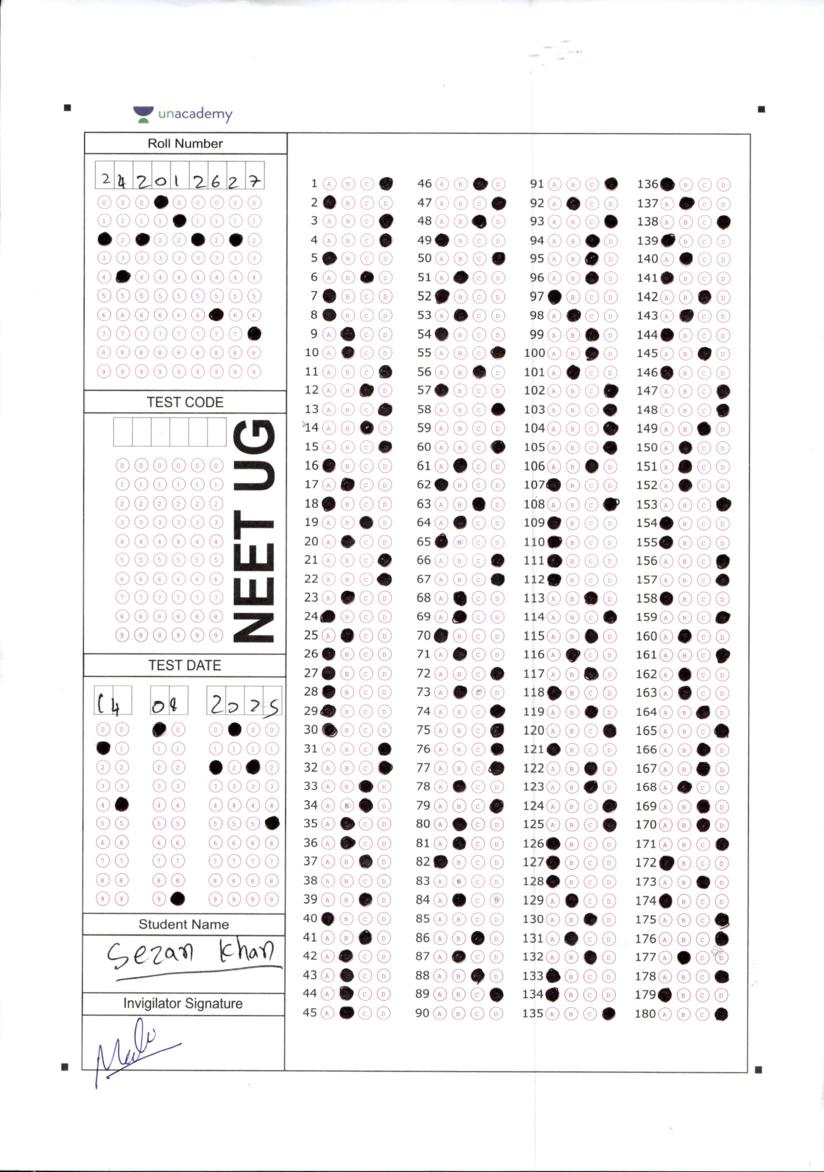 unacademy
Roll Number
2 4 2 0 1 2 6 2 7
TEST CODE
NEET UG
TEST DATE
14 09 2025
Student Name
Sezan Khan
Invigilator Signature
1 A B C
2 B C D
3 A B C
4 A B C
5 B C D
6 A B D
7 B C D
8 B C D
9 A C D
10 A C D
11 A B C
12 A B D
13 A B C
14 A B D
15 A B C
16 B C D
17 A C D
18 B C D
19 A B D
20 A C D
21 A B C
22 A B C
23 A C D
24 B C D
25 A C D
26 B C D
27 B C D
28 B C D
29 B C D
30 B C D
31 A B C
32 A B C
33 A B D
34 A B D
35 A C D
36 A C D
37 A B D
38 A B C D
39 A B D
40 B C D
41 A B D
42 A C D
43 A C D
44 A C D
45 A C D
46 A B D
47 A B C
48 A B D
49 B C D
50 A B C
51 A C D
52 B C D
53 A C D
54 B C D
55 A B C
56 A B D
57 B C D
58 A B C
59 A B C D
60 A B C
61 A C D
62 B C D
63 A B D
64 A C D
65 B C D
66 A B C
67 A B C
68 A C D
69 A C D
70 B C D
71 A C D
72 A B C
73 A C D
74 A B C
75 A B C
76 A B C
77 A B C
78 A C D
79 A B C
80 A C D
81 A C D
82 B C D
83 A B C D
84 A C D
85 A B C D
86 A B D
87 A C D
88 A B D
89 A B C
90 A B C D
91 A B C
92 A C D
93 A B C
94 A B D
95 A B D
96 A B D
97 B C D
98 A C D
99 A B D
100 A B D
101 A C D
102 A B C
103 A B C
104 A B C
105 A B C
106 A B D
107 B C D
108 A B C
109 B C D
110 B C D
111 B C D
112 B C D
113 A B D
114 A B C
115 A B D
116 A C D
117 A B D
118 B C D
119 A B D
120 A B C
121 B C D
122 A B D
123 A B D
124 A B C
125 A B C
126 B C D
127 B C D
128 B C D
129 A C D
130 A B D
131 A C D
132 A B D
133 B C D
134 B C D
135 A B C
136 B C D
137 A C D
138 A B C
139 B C D
140 A C D
141 B C D
142 A B D
143 A C D
144 B C D
145 A B D
146 B C D
147 A B C
148 A B C
149 A B D
150 A C D
151 A C D
152 A C D
153 A B C
154 B C D
155 B C D
156 A B C
157 A B C
158 B C D
159 A B C
160 A C D
161 A B C
162 A C D
163 A C D
164 A B D
165 A B C
166 A B D
167 A B D
168 A C D
169 A B D
170 A B D
171 A B C
172 B C D
173 A B D
174 B C D
175 A B C
176 A B C
177 A C D
178 A B C
179 B C D
180 A B C